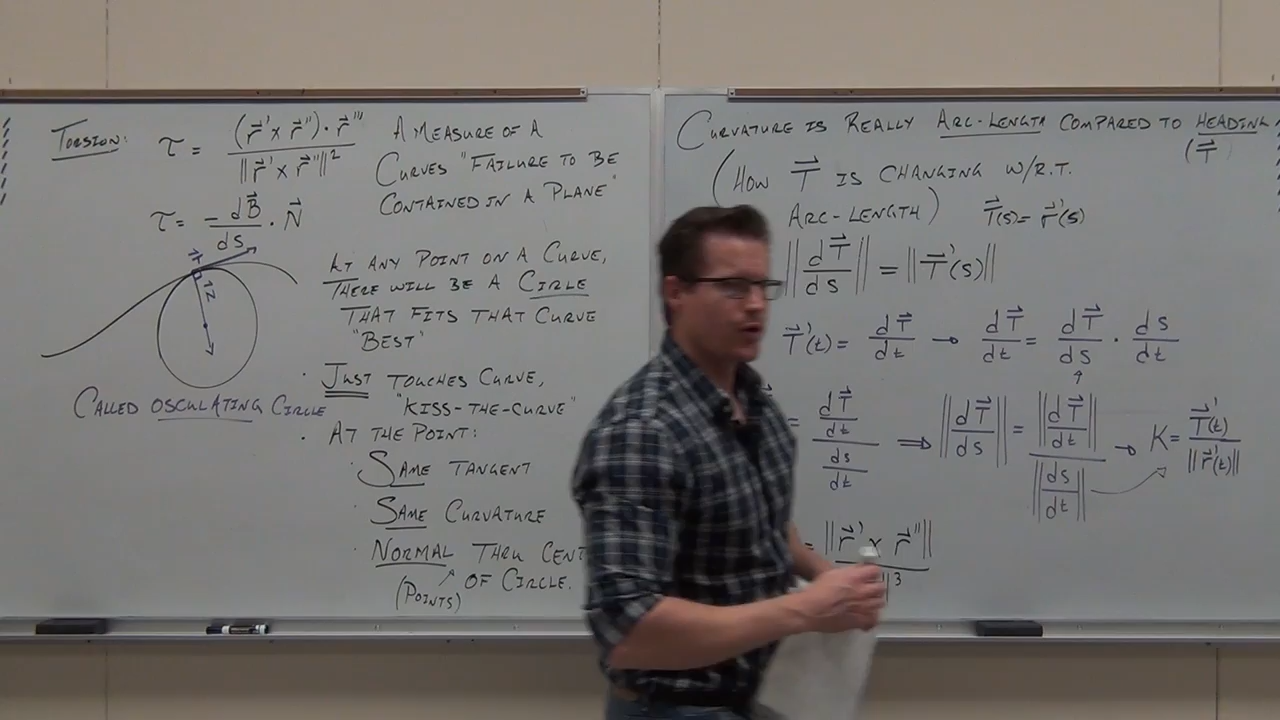 TORSION:
τ = (r⃗' × r⃗'') · r⃗''' / ‖r⃗' × r⃗''‖²
τ = -dB⃗/ds · N⃗
A MEASURE OF A
CURVES "FAILURE TO BE
CONTAINED IN A PLANE"
T⃗
N⃗
CALLED OSCULATING CIRCLE
AT ANY POINT ON A CURVE,
THERE WILL BE A CIRLE
THAT FITS THAT CURVE
"BEST"
· JUST TOUCHES CURVE,
"KISS-THE-CURVE"
· AT THE POINT:
· SAME TANGENT
· SAME CURVATURE
· NORMAL THRU CENT
(POINTS) OF CIRCLE.
CURVATURE IS REALLY ARC-LENGTH COMPARED TO HEADING
(T⃗
(HOW T⃗ IS CHANGING W/R.T.
ARC-LENGTH) T⃗(s) = r⃗'(s)
‖dT⃗/ds‖ = ‖T⃗'(s)‖
T⃗'(t) = dT⃗/dt → dT⃗/dt = dT⃗/ds · ds/dt
= dT⃗/dt / ds/dt ⟹ ‖dT⃗/ds‖ = ‖dT⃗/dt‖ / ‖ds/dt‖ → K = T⃗'(t) / ‖r⃗'(t)‖
= ‖r⃗' × r⃗''‖ / ‖³